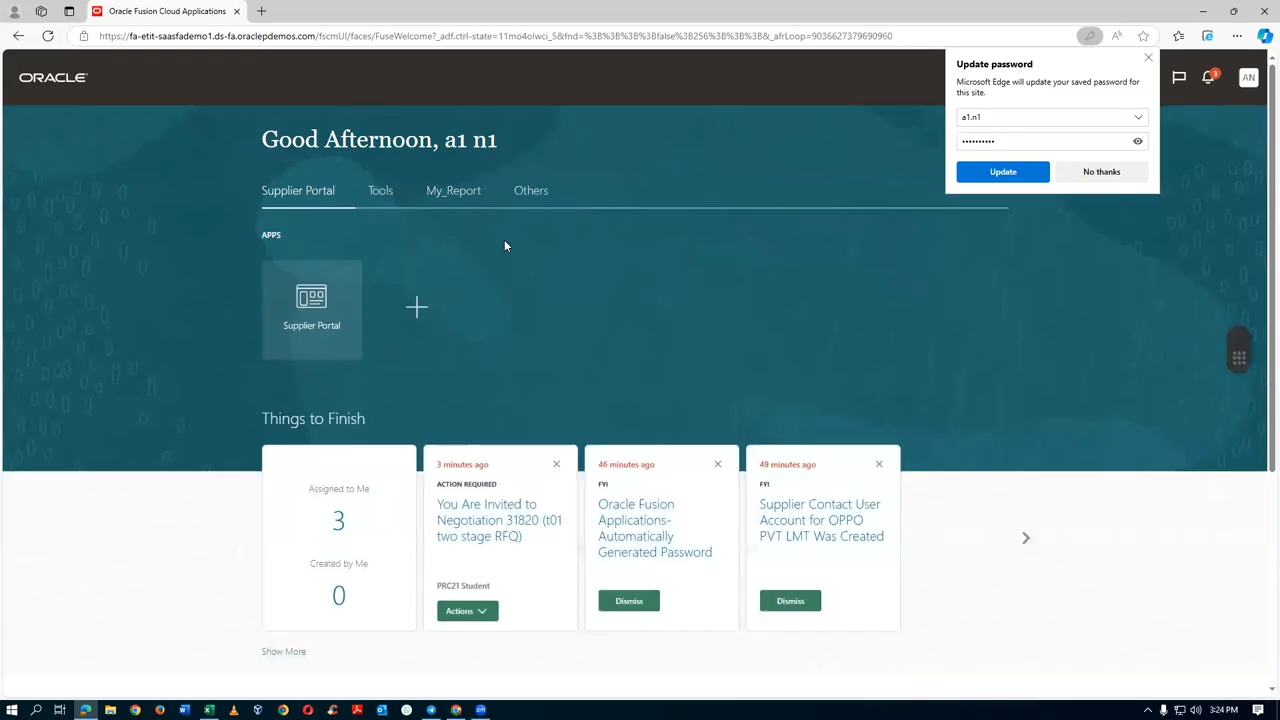 Oracle Fusion Cloud Applications
https://fa-etit-saasfademo1.ds-fa.oraclepdemos.com/fscmUI/faces/FuseWelcome?_adf.ctrl-state=11mo4olwci_5&fnd=%3B%3B%3B%3Bfalse%3B256%3B%3B%3B&_afrLoop=9036627379690960
ORACLE
3
AN
Update password
Microsoft Edge will update your saved password for
this site.
a1.n1
••••••••••
Update
No thanks
Good Afternoon, a1 n1
Supplier Portal
Tools
My_Report
Others
APPS
Supplier Portal
Things to Finish
Assigned to Me
3
Created by Me
0
3 minutes ago
ACTION REQUIRED
You Are Invited to
Negotiation 31820 (t01
two stage RFQ)
PRC21 Student
Actions
46 minutes ago
FYI
Oracle Fusion
Applications-
Automatically
Generated Password
Dismiss
49 minutes ago
FYI
Supplier Contact User
Account for OPPO
PVT LMT Was Created
Dismiss
Show More
3:24 PM